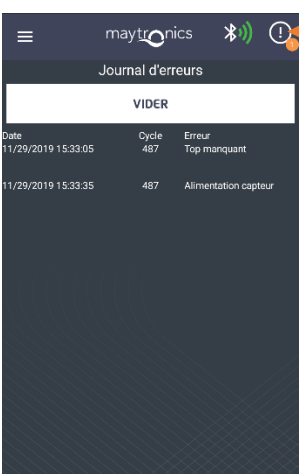 maytronics
1
Journal d'erreurs
VIDER
Date Cycle Erreur
11/29/2019 15:33:05 487 Top manquant
11/29/2019 15:33:35 487 Alimentation capteur